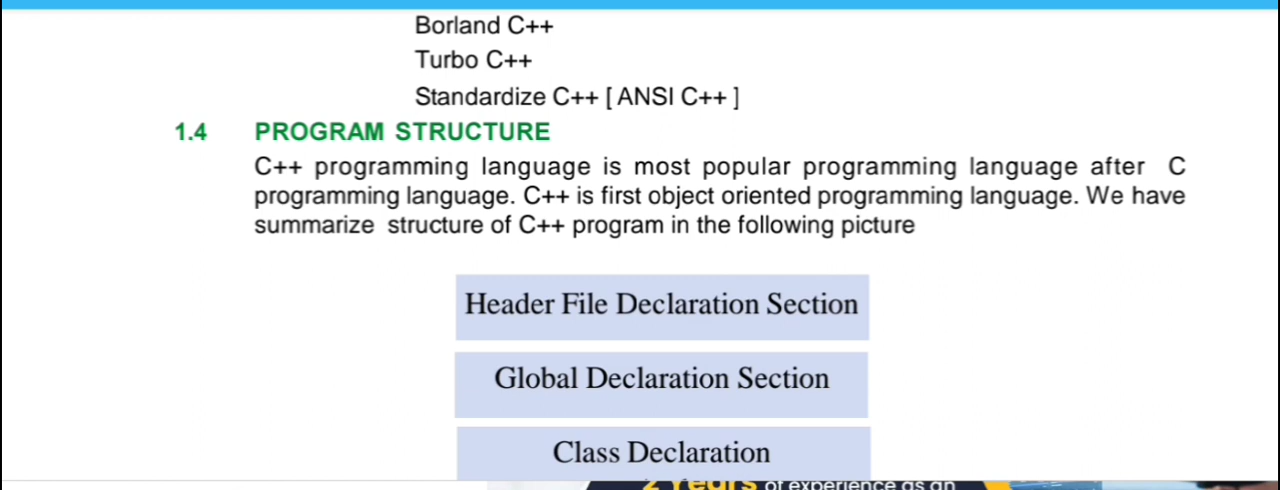 Borland C++
Turbo C++
Standardize C++ [ ANSI C++ ]
1.4 PROGRAM STRUCTURE
C++ programming language is most popular programming language after C
programming language. C++ is first object oriented programming language. We have
summarize structure of C++ program in the following picture
Header File Declaration Section
Global Declaration Section
Class Declaration
2 Years of experience as an